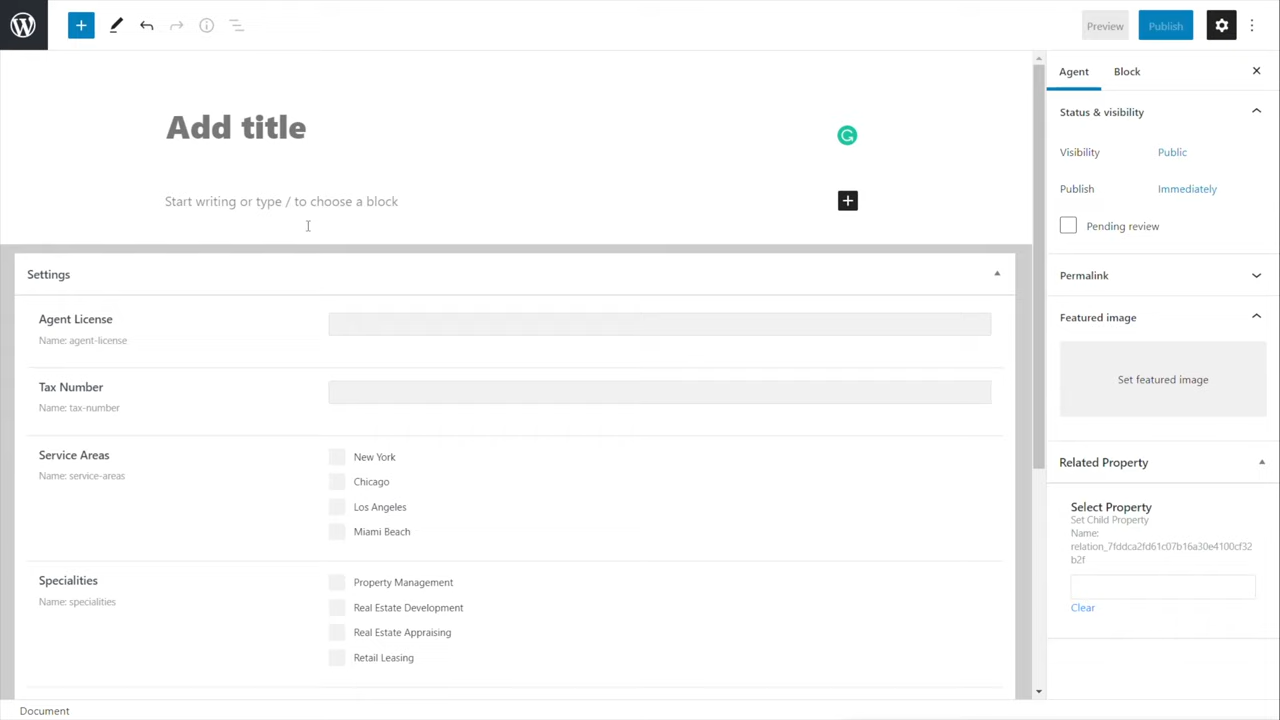 Preview
Publish
Add title
Start writing or type / to choose a block
Settings
Agent License
Name: agent-license
Tax Number
Name: tax-number
Service Areas
Name: service-areas
New York
Chicago
Los Angeles
Miami Beach
Specialities
Name: specialities
Property Management
Real Estate Development
Real Estate Appraising
Retail Leasing
Agent
Block
Status & visibility
Visibility
Public
Publish
Immediately
Pending review
Permalink
Featured image
Set featured image
Related Property
Select Property
Set Child Property
Name:
relation_7fddca2fd61c07b16a30e4100cf32
b2f
Clear
Document